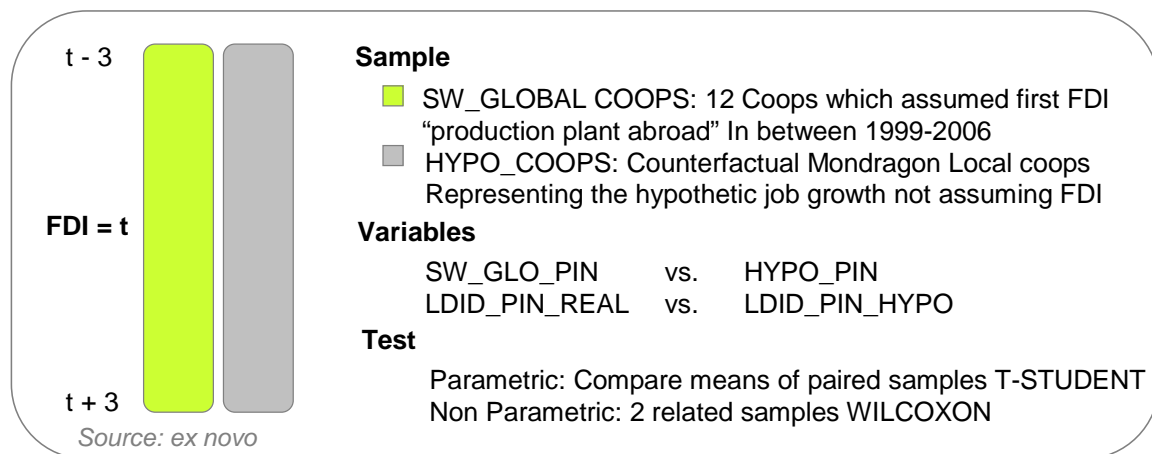 t - 3
FDI = t
t + 3
Source: ex novo
Sample
SW_GLOBAL COOPS: 12 Coops which assumed first FDI
“production plant abroad” In between 1999-2006
HYPO_COOPS: Counterfactual Mondragon Local coops
Representing the hypothetic job growth not assuming FDI
Variables
SW_GLO_PIN vs. HYPO_PIN
LDID_PIN_REAL vs. LDID_PIN_HYPO
Test
Parametric: Compare means of paired samples T-STUDENT
Non Parametric: 2 related samples WILCOXON